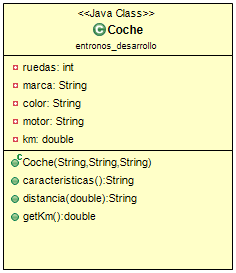 <<Java Class>>
Coche
entronos_desarrollo
ruedas: int
marca: String
color: String
motor: String
km: double
Coche(String,String,String)
caracteristicas():String
distancia(double):String
getKm():double